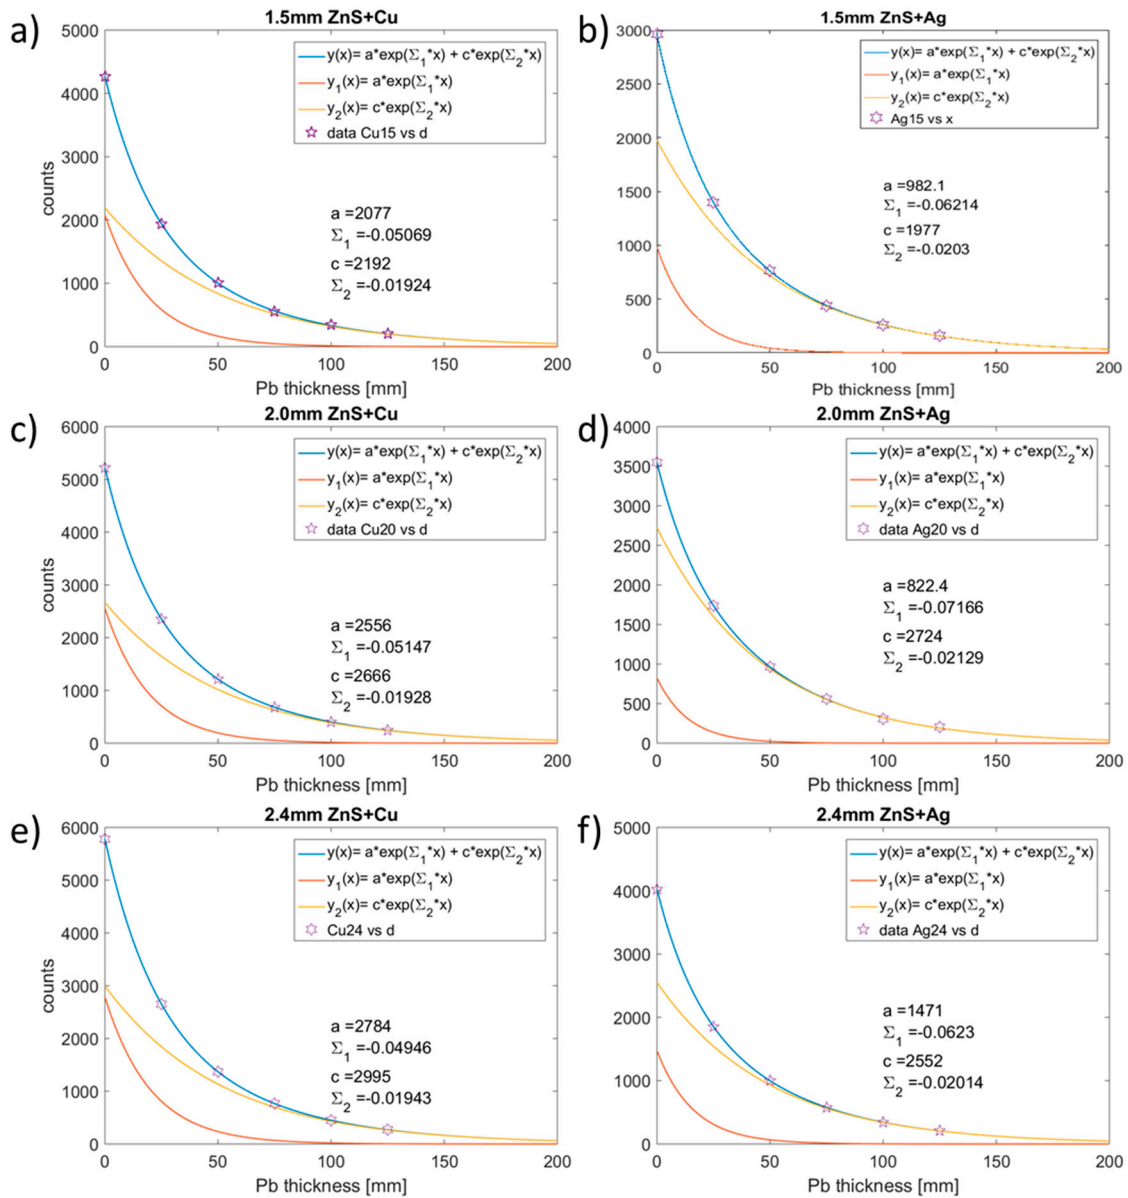 a)
1.5mm ZnS+Cu
5000
4000
3000
2000
1000
0
counts
y(x)= a*exp(Σ1*x) + c*exp(Σ2*x)
y1(x)= a*exp(Σ1*x)
y2(x)= c*exp(Σ2*x)
data Cu15 vs d
a =2077
Σ1 =-0.05069
c =2192
Σ2 =-0.01924
0 50 100 150 200
Pb thickness [mm]
b)
1.5mm ZnS+Ag
3000
2500
2000
1500
1000
500
0
y(x)= a*exp(Σ1*x) + c*exp(Σ2*x)
y1(x)= a*exp(Σ1*x)
y2(x)= c*exp(Σ2*x)
Ag15 vs x
a =982.1
Σ1 =-0.06214
c =1977
Σ2 =-0.0203
0 50 100 150 200
Pb thickness [mm]
c)
2.0mm ZnS+Cu
6000
5000
4000
3000
2000
1000
0
y(x)= a*exp(Σ1*x) + c*exp(Σ2*x)
y1(x)= a*exp(Σ1*x)
y2(x)= c*exp(Σ2*x)
data Cu20 vs d
a =2556
Σ1 =-0.05147
c =2666
Σ2 =-0.01928
0 50 100 150 200
Pb thickness [mm]
d)
2.0mm ZnS+Ag
4000
3500
3000
2500
2000
1500
1000
500
0
y(x)= a*exp(Σ1*x) + c*exp(Σ2*x)
y1(x)= a*exp(Σ1*x)
y2(x)= c*exp(Σ2*x)
data Ag20 vs d
a =822.4
Σ1 =-0.07166
c =2724
Σ2 =-0.02129
0 50 100 150 200
Pb thickness [mm]
e)
2.4mm ZnS+Cu
6000
5000
4000
3000
2000
1000
0
counts
y(x)= a*exp(Σ1*x) + c*exp(Σ2*x)
y1(x)= a*exp(Σ1*x)
y2(x)= c*exp(Σ2*x)
Cu24 vs d
a =2784
Σ1 =-0.04946
c =2995
Σ2 =-0.01943
0 50 100 150 200
Pb thickness [mm]
f)
2.4mm ZnS+Ag
5000
4000
3000
2000
1000
0
y(x)= a*exp(Σ1*x) + c*exp(Σ2*x)
y1(x)= a*exp(Σ1*x)
y2(x)= c*exp(Σ2*x)
data Ag24 vs d
a =1471
Σ1 =-0.0623
c =2552
Σ2 =-0.02014
0 50 100 150 200
Pb thickness [mm]